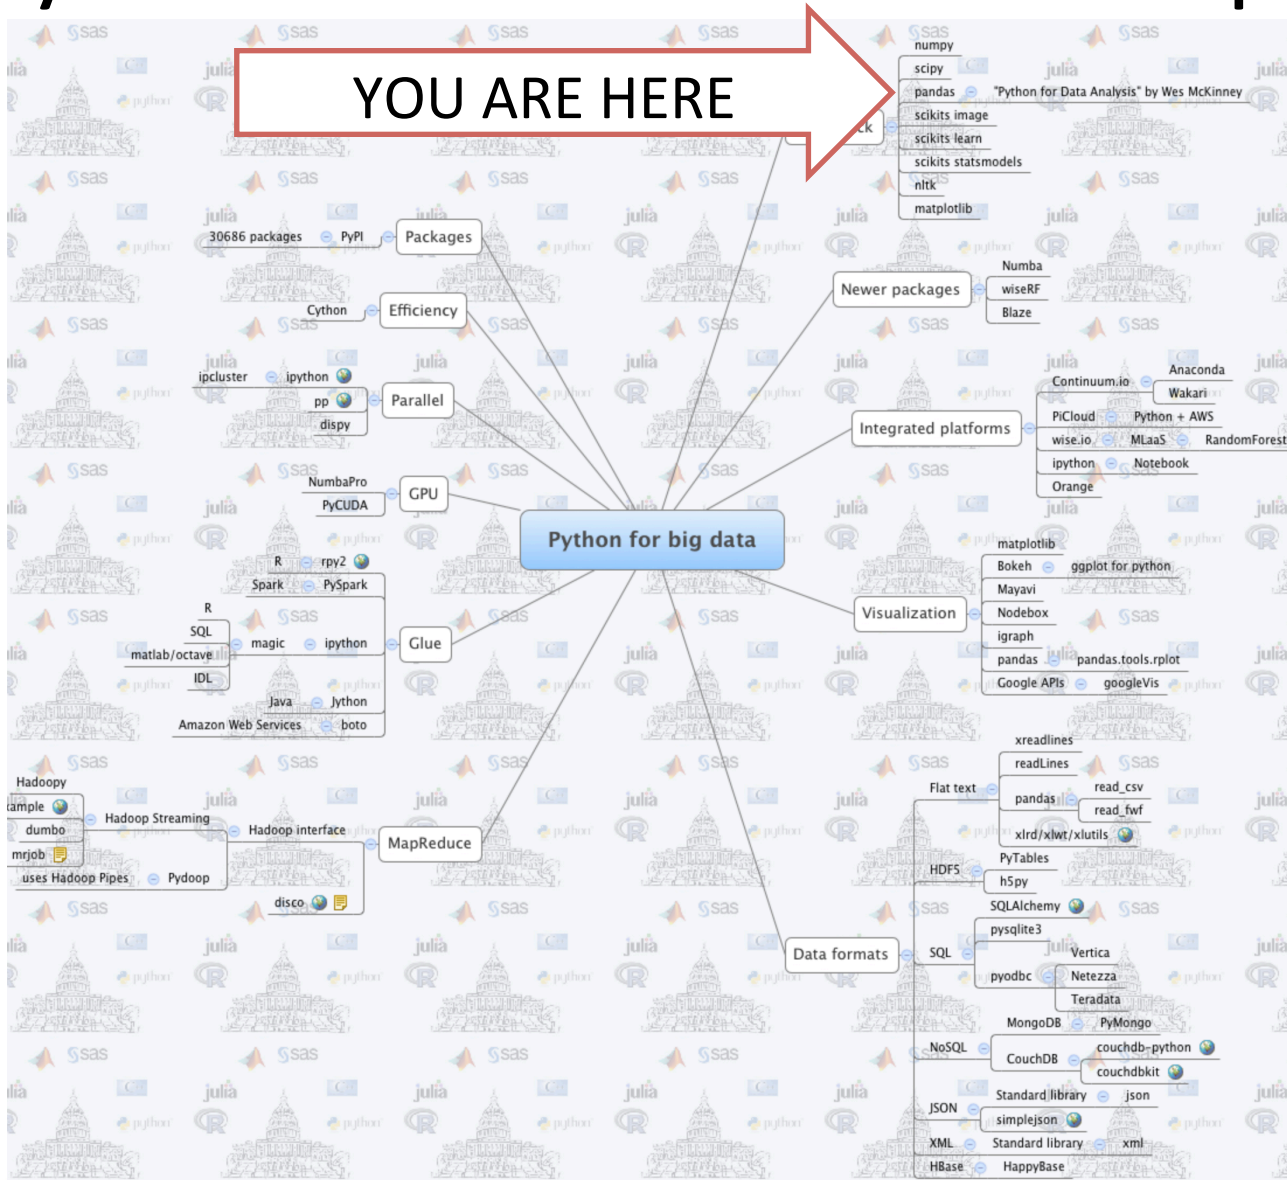 YOU ARE HERE
numpy
scipy
pandas
"Python for Data Analysis" by Wes McKinney
scikits image
scikits learn
scikits statsmodels
nltk
matplotlib
30686 packages
PyPI
Packages
Cython
Efficiency
ipcluster
ipython
pp
dispy
Parallel
NumbaPro
PyCUDA
GPU
Python for big data
R
rpy2
Spark
PySpark
R
SQL
matlab/octave
IDL
magic
ipython
Glue
Java
Jython
Amazon Web Services
boto
Hadoopy
dumbo
mrjob
Hadoop Streaming
Hadoop interface
MapReduce
uses Hadoop Pipes
Pydoop
disco
Newer packages
Numba
wiseRF
Blaze
Integrated platforms
Continuum.io
Anaconda
Wakari
PiCloud
Python + AWS
wise.io
MLaaS
RandomForest
ipython
Notebook
Orange
Visualization
matplotlib
Bokeh
ggplot for python
Mayavi
Nodebox
igraph
pandas
pandas.tools.rplot
Google APIs
googleVis
Data formats
Flat text
xreadlines
readLines
pandas
read_csv
read_fwf
xlrd/xlwt/xlutils
HDF5
PyTables
h5py
SQL
SQLAlchemy
pysqlite3
pyodbc
Vertica
Netezza
Teradata
NoSQL
MongoDB
PyMongo
CouchDB
couchdb-python
couchdbkit
JSON
Standard library
json
simplejson
XML
Standard library
xml
HBase
HappyBase